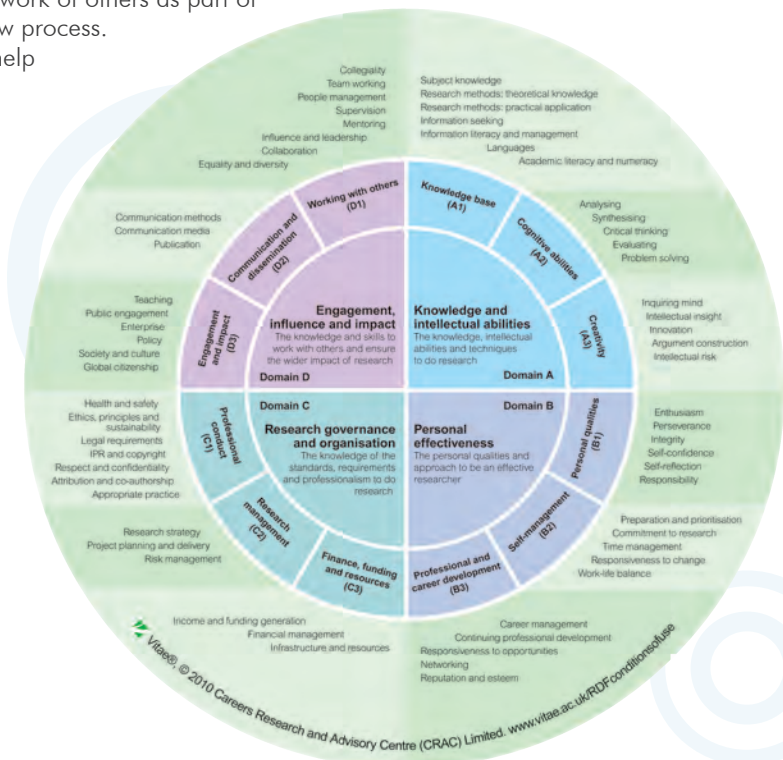 work of others as part of
w process.
help
Collegiality
Team working
People management
Supervision
Mentoring
Influence and leadership
Collaboration
Equality and diversity
Subject knowledge
Research methods: theoretical knowledge
Research methods: practical application
Information seeking
Information literacy and management
Languages
Academic literacy and numeracy
Working with others
(D1)
Knowledge base
(A1)
Communication methods
Communication media
Publication
Communication and
dissemination
(D2)
Cognitive abilities
(A2)
Analysing
Synthesising
Critical thinking
Evaluating
Problem solving
Teaching
Public engagement
Enterprise
Policy
Society and culture
Global citizenship
Engagement
and impact
(D3)
Engagement,
influence and impact
The knowledge and skills to
work with others and ensure
the wider impact of research
Domain D
Knowledge and
intellectual abilities
The knowledge, intellectual
abilities and techniques
to do research
Domain A
Creativity
(A3)
Inquiring mind
Intellectual insight
Innovation
Argument construction
Intellectual risk
Health and safety
Ethics, principles and
sustainability
Legal requirements
IPR and copyright
Respect and confidentiality
Attribution and co-authorship
Appropriate practice
Professional
conduct
(C1)
Domain C
Research governance
and organisation
The knowledge of the
standards, requirements
and professionalism to do
research
Domain B
Personal
effectiveness
The personal qualities and
approach to be an effective
researcher
Personal qualities
(B1)
Enthusiasm
Perseverance
Integrity
Self-confidence
Self-reflection
Responsibility
Research strategy
Project planning and delivery
Risk management
Research
management
(C2)
Finance, funding
and resources
(C3)
Professional and
career development
(B3)
Self-management
(B2)
Preparation and prioritisation
Commitment to research
Time management
Responsiveness to change
Work-life balance
Income and funding generation
Financial management
Infrastructure and resources
Career management
Continuing professional development
Responsiveness to opportunities
Networking
Reputation and esteem
Vitae®, © 2010 Careers Research and Advisory Centre (CRAC) Limited. www.vitae.ac.uk/RDFconditionsofuse